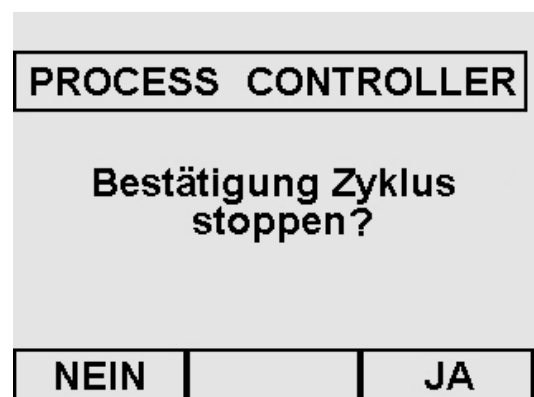 PROCESS CONTROLLER
Bestätigung Zyklus
stoppen?
NEIN
JA